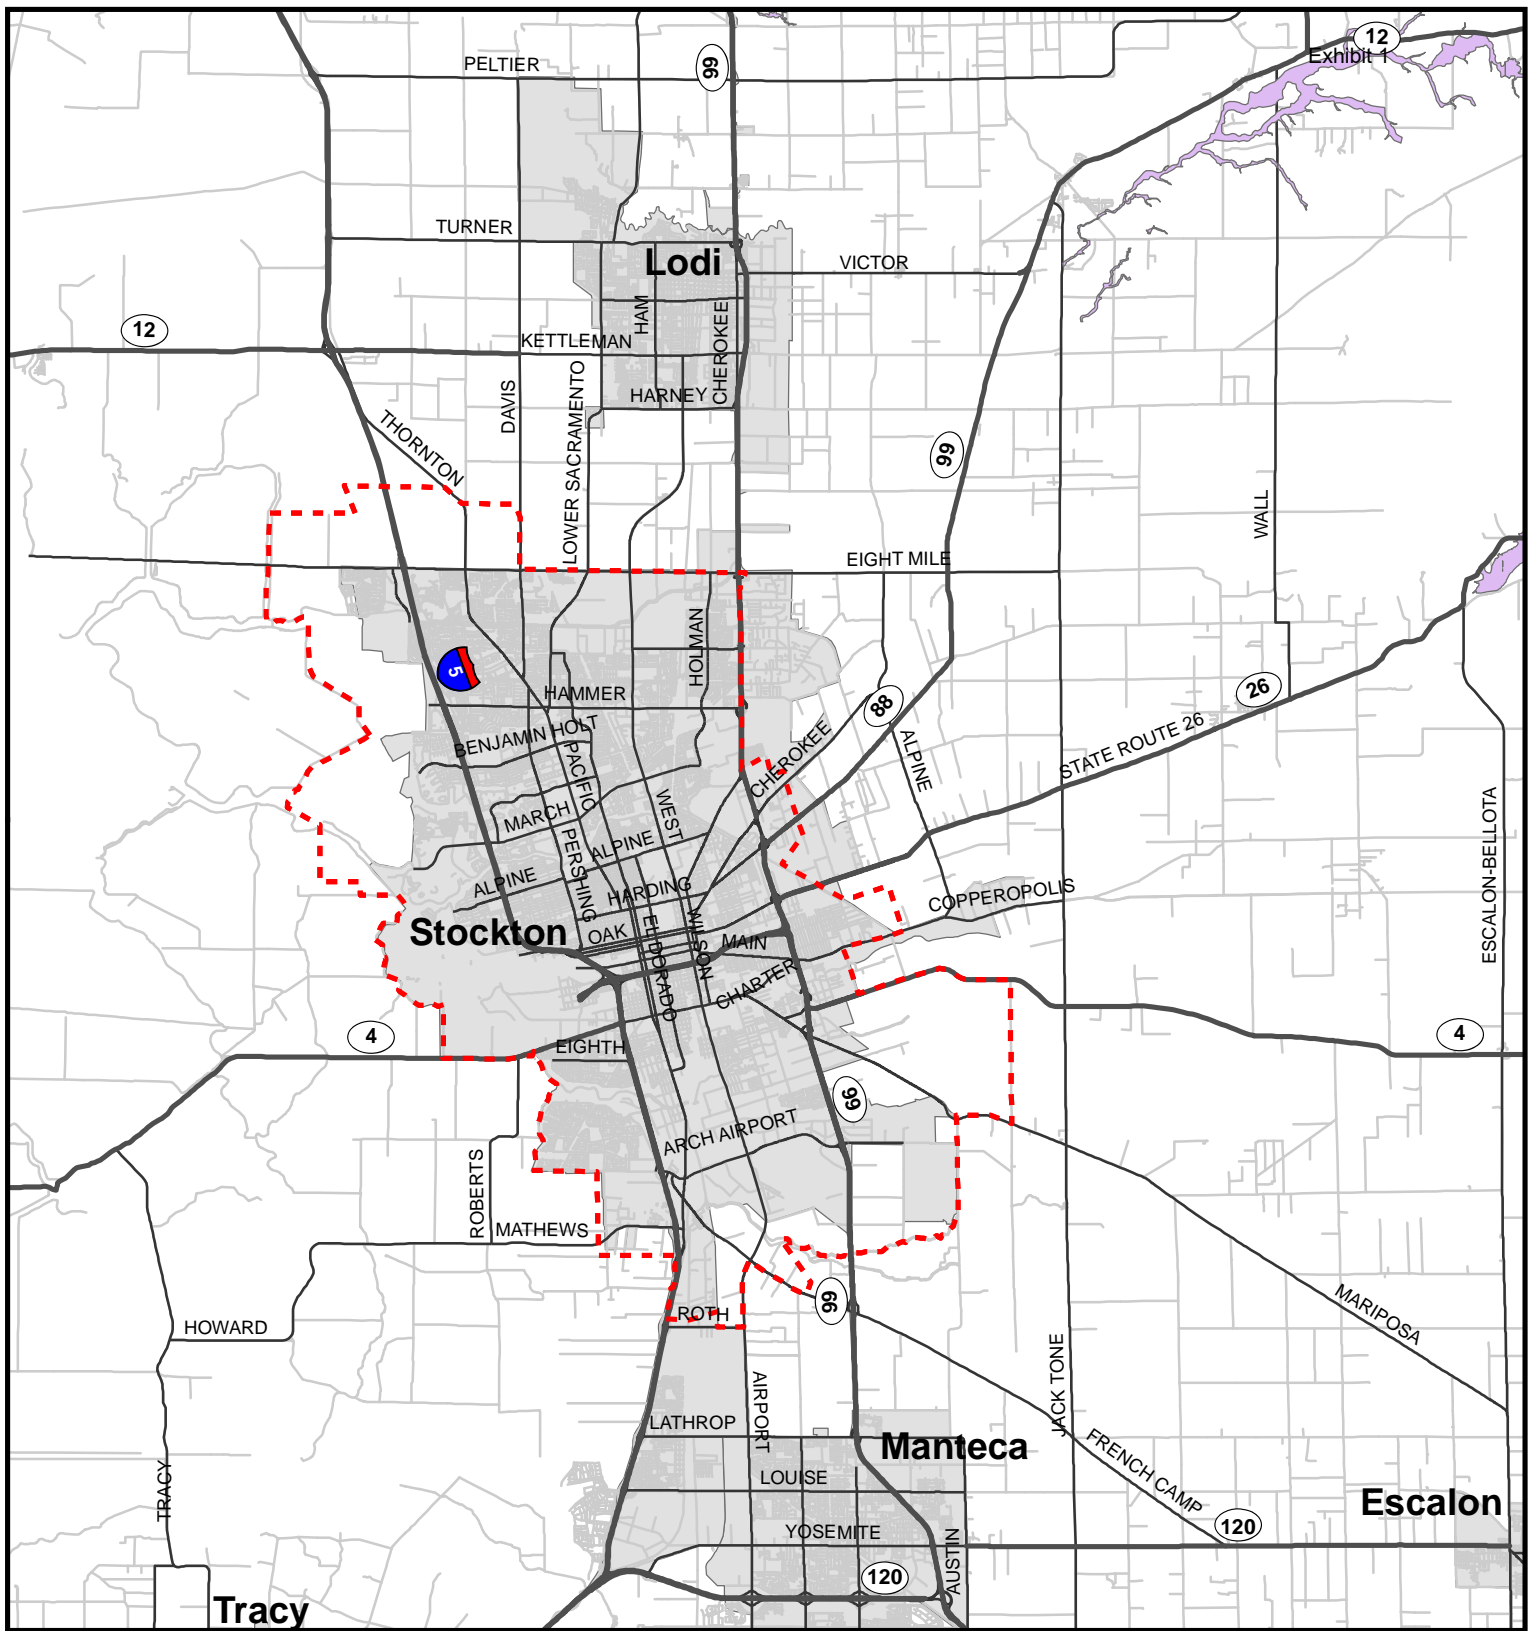 12
Exhibit 1
PELTIER
99
TURNER
Lodi
VICTOR
HAM
CHEROKEE
12
KETTLEMAN
DAVIS
LOWER SACRAMENTO
HARNEY
THORNTON
99
WALL
EIGHT MILE
HOLMAN
5
HAMMER
88
26
BENJAMIN HOLT
PACIFIC
CHEROKEE
ALPINE
STATE ROUTE 26
MARCH
WEST
ESCALON-BELLOTA
PERSHING
ALPINE
ALPINE
HARDING
COPPEROPOLIS
Stockton
OAK
EL DORADO
WILSON
MAIN
CHARTER
4
EIGHTH
4
99
ARCH AIRPORT
ROBERTS
MATHEWS
99
ROTH
HOWARD
MARIPOSA
JACK TONE
AIRPORT
LATHROP
Manteca
FRENCH CAMP
LOUISE
TRACY
Escalon
YOSEMITE
120
AUSTIN
120
Tracy